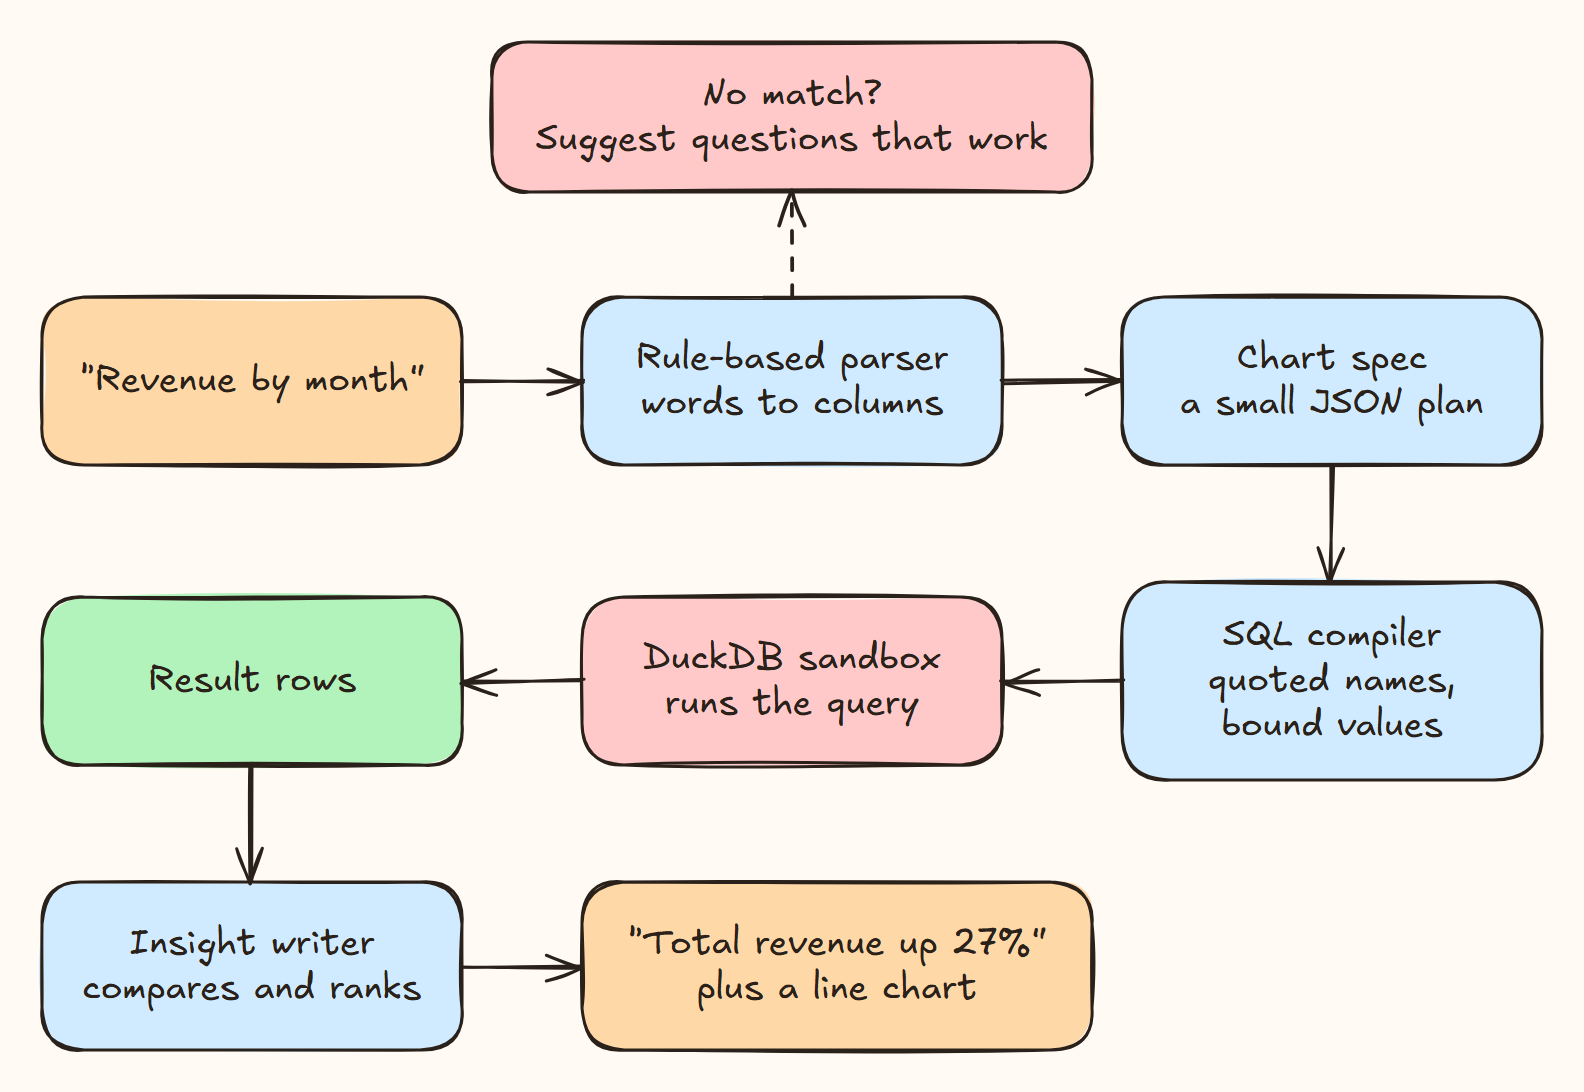 No match?
Suggest questions that work
"Revenue by month"
Rule-based parser
words to columns
Chart spec
a small JSON plan
Result rows
DuckDB sandbox
runs the query
SQL compiler
quoted names,
bound values
Insight writer
compares and ranks
"Total revenue up 27%"
plus a line chart